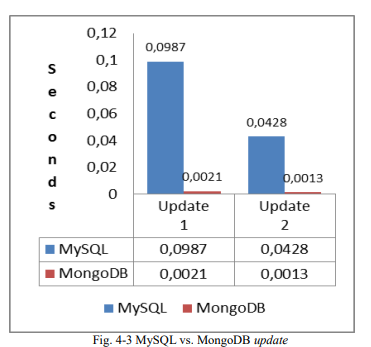 Seconds
0,12
0,1
0,08
0,06
0,04
0,02
0
0,0987
0,0021
0,0428
0,0013
Update 
1
Update 
2
MySQL 0,0987 0,0428
MongoDB 0,0021 0,0013
MySQL MongoDB
Fig. 4-3 MySQL vs. MongoDB update